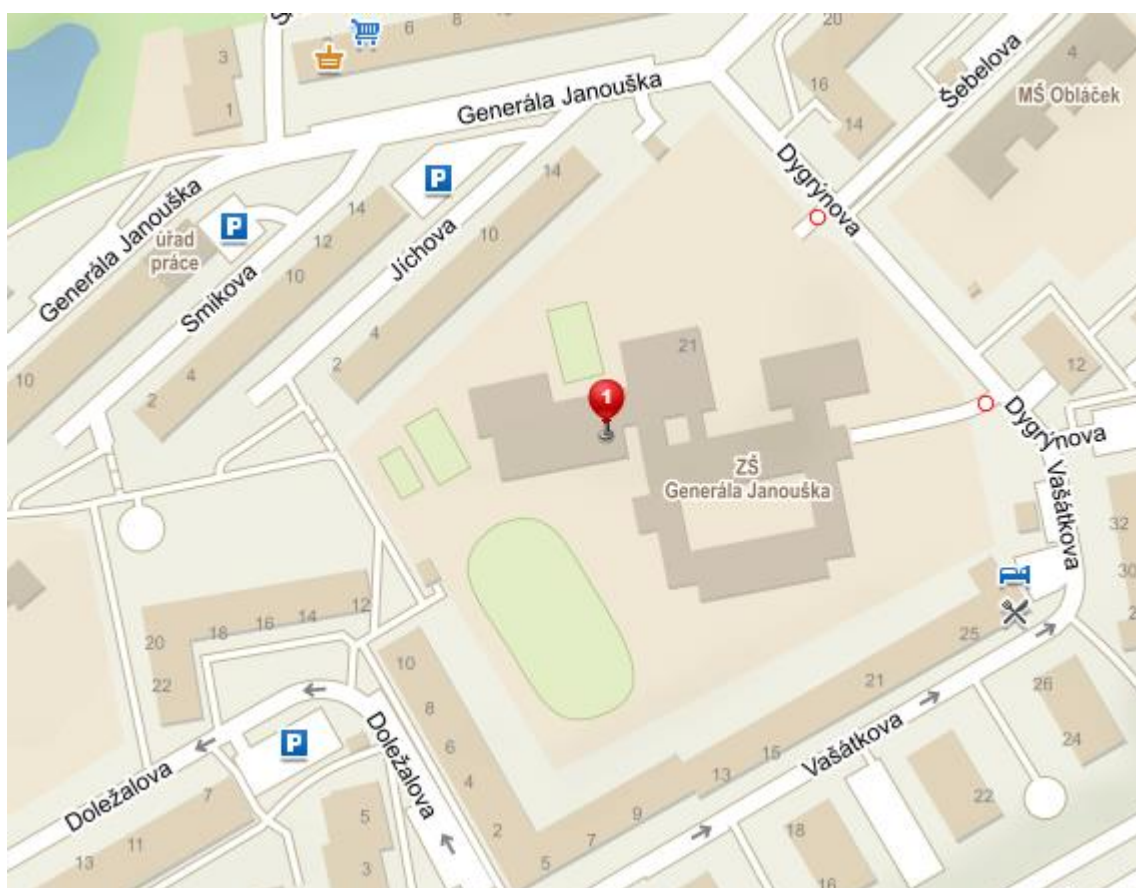 6
8
20
3
1
Generála Janouška
16
14
Šebelova
4
MŠ Obláček
P
14
Dygrýnova
Generála Janouška
P
14
12
10
úřad
práce
Smikova
10
Jíchova
10
2
4
2
4
21
1
12
Dygrýnova
ZŠ
Generála Janouška
Vašátkova
32
30
20
18
16
14
12
22
25
21
10
8
6
4
2
26
24
22
Vašátkova
15
13
9
7
5
18
16
P
Doležalova
Doležalova
7
11
13
5
3